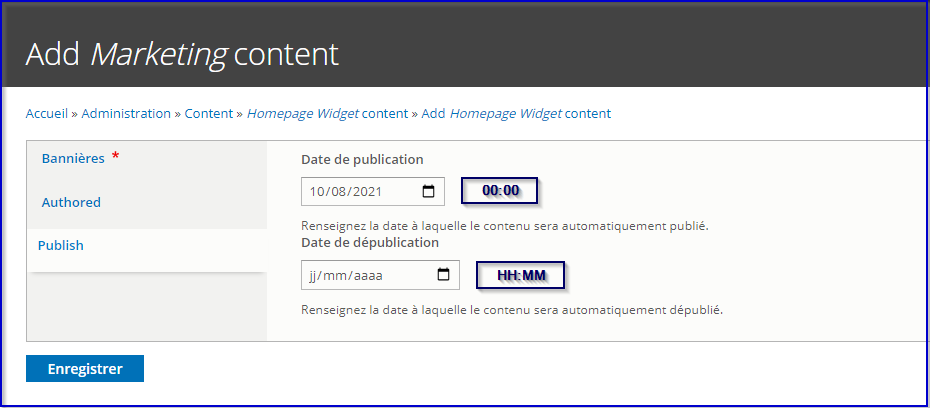 Add Marketing content
Accueil » Administration » Content » Homepage Widget content » Add Homepage Widget content
Bannières *
Authored
Publish
Date de publication
10/08/2021 00:00
Renseignez la date à laquelle le contenu sera automatiquement publié.
Date de dépublication
jj/mm/aaaa HH:MM
Renseignez la date à laquelle le contenu sera automatiquement dépublié.
Enregistrer